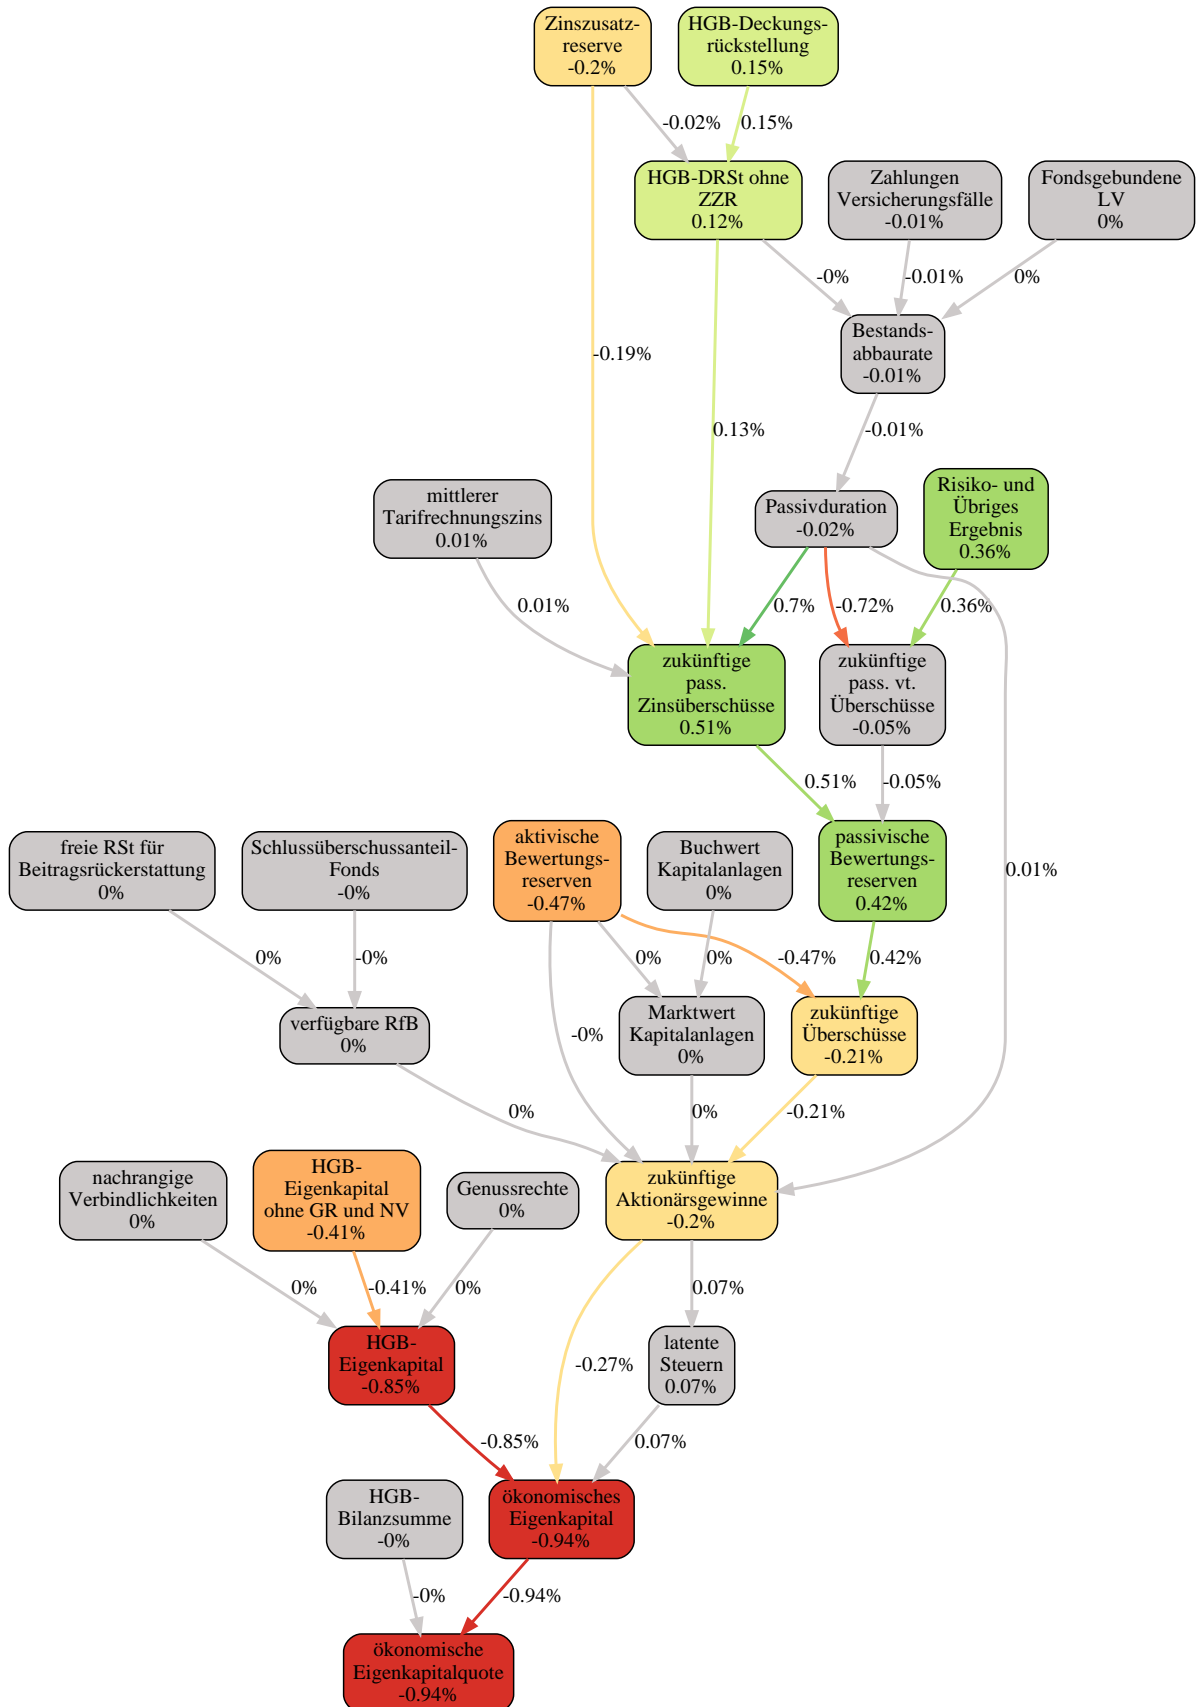 Zinszusatz-
reserve
-0.2%
HGB-Deckungs-
rückstellung
0.15%
-0.02%
0.15%
HGB-DRSt ohne
ZZR
0.12%
Zahlungen
Versicherungsfälle
-0.01%
Fondsgebundene
LV
0%
-0%
-0.01%
0%
Bestands-
abbaurate
-0.01%
-0.19%
0.13%
-0.01%
mittlerer
Tarifrechnungszins
0.01%
Passivduration
-0.02%
Risiko- und
Übriges
Ergebnis
0.36%
0.01%
0.7%
-0.72%
0.36%
zukünftige
pass.
Zinsüberschüsse
0.51%
zukünftige
pass. vt.
Überschüsse
-0.05%
0.51%
-0.05%
freie RSt für
Beitragsrückerstattung
0%
Schlussüberschussanteil-
Fonds
-0%
aktivische
Bewertungs-
reserven
-0.47%
Buchwert
Kapitalanlagen
0%
passivische
Bewertungs-
reserven
0.42%
0.01%
0%
-0%
0%
0%
-0.47%
0.42%
verfügbare RfB
0%
-0%
Marktwert
Kapitalanlagen
0%
zukünftige
Überschüsse
-0.21%
0%
0%
-0.21%
nachrangige
Verbindlichkeiten
0%
HGB-
Eigenkapital
ohne GR und NV
-0.41%
Genussrechte
0%
zukünftige
Aktionärsgewinne
-0.2%
0%
-0.41%
0%
0.07%
HGB-
Eigenkapital
-0.85%
-0.27%
latente
Steuern
0.07%
-0.85%
0.07%
HGB-
Bilanzsumme
-0%
ökonomisches
Eigenkapital
-0.94%
-0%
-0.94%
ökonomische
Eigenkapitalquote
-0.94%